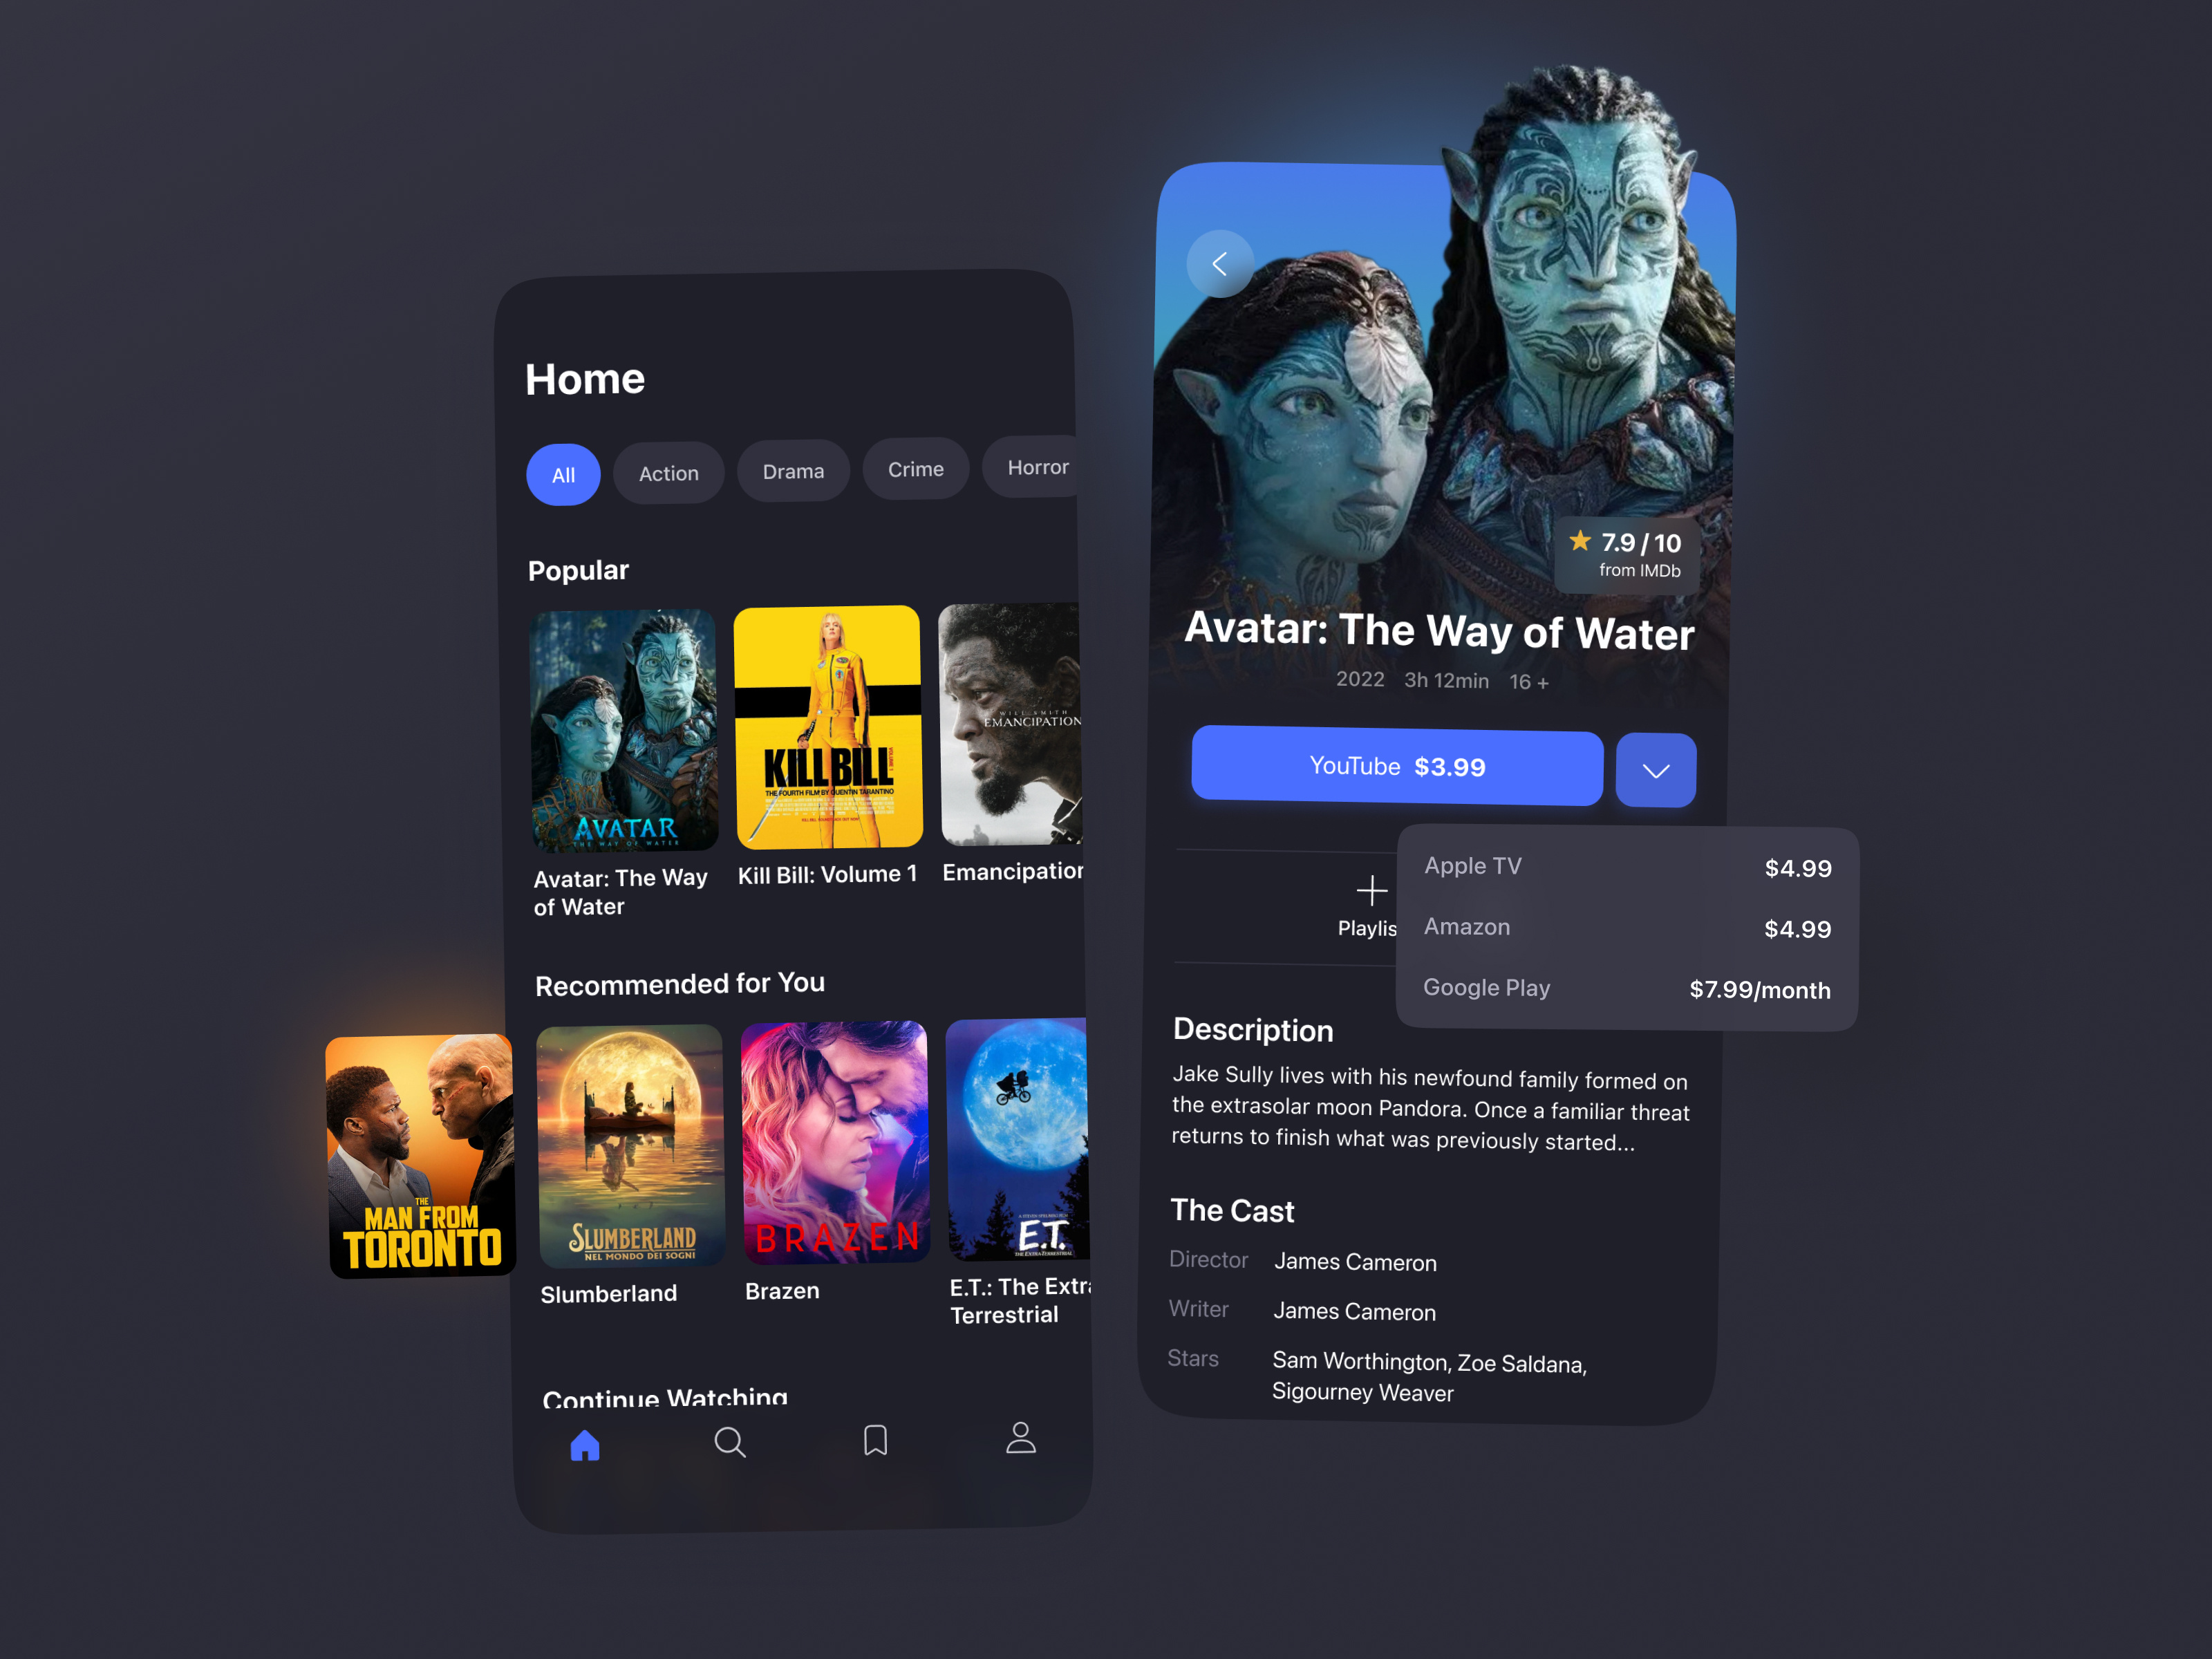 Home
All
Action
Drama
Crime
Horror
Popular
AVATAR
THE WAY OF WATER
KILL BILL
VOLUME 1
THE FOURTH FILM BY QUENTIN TARANTINO
WILL SMITH
EMANCIPATION
Avatar: The Way
of Water
Kill Bill: Volume 1
Emancipation
Recommended for You
THE
MAN FROM
TORONTO
SLUMBERLAND
NEL MONDO DEI SOGNI
BRAZEN
E.T.
THE EXTRA-TERRESTRIAL
Slumberland
Brazen
E.T.: The Extra
Terrestrial
Continue Watching
7.9 / 10
from IMDb
Avatar: The Way of Water
2022 3h 12min 16 +
YouTube $3.99
Apple TV $4.99
Amazon $4.99
Google Play $7.99/month
Playlis
Description
Jake Sully lives with his newfound family formed on
the extrasolar moon Pandora. Once a familiar threat
returns to finish what was previously started...
The Cast
Director James Cameron
Writer James Cameron
Stars Sam Worthington, Zoe Saldana,
Sigourney Weaver